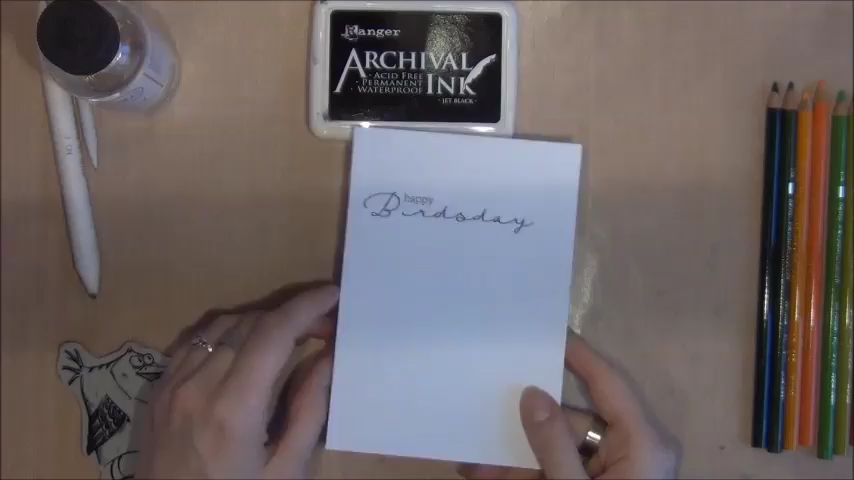 Ranger
ARCHIVAL
· ACID FREE
· PERMANENT
WATERPROOF ·
INK
· JET BLACK ·
happy
Birdsday